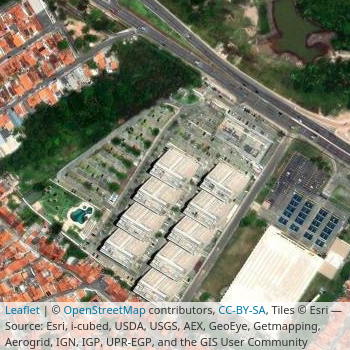 Leaflet | © OpenStreetMap contributors, CC-BY-SA, Tiles © Esri —
Source: Esri, i-cubed, USDA, USGS, AEX, GeoEye, Getmapping,
Aerogrid, IGN, IGP, UPR-EGP, and the GIS User Community